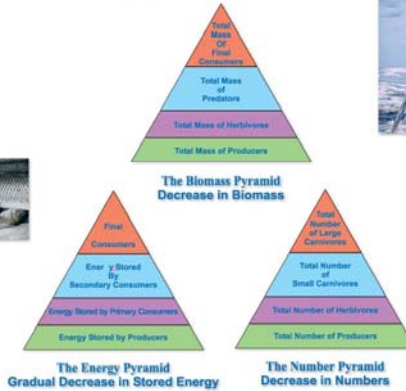 Total
Mass
Of
Final
Consumers
Total Mass
of
Predators
Total Mass of Herbivores
Total Mass of Producers
The Biomass Pyramid
Decrease in Biomass
Final
Consumers
Ener y Stored
By
Secondary Consumers
Energy Stored by Primary Consumers
Energy Stored by Producers
The Energy Pyramid
Gradual Decrease in Stored Energy
Total
Number
of Large
Carnivores
Total Number
of
Small Carnivores
Total Number of Herbivores
Total Number of Producers
The Number Pyramid
Decrease in Numbers